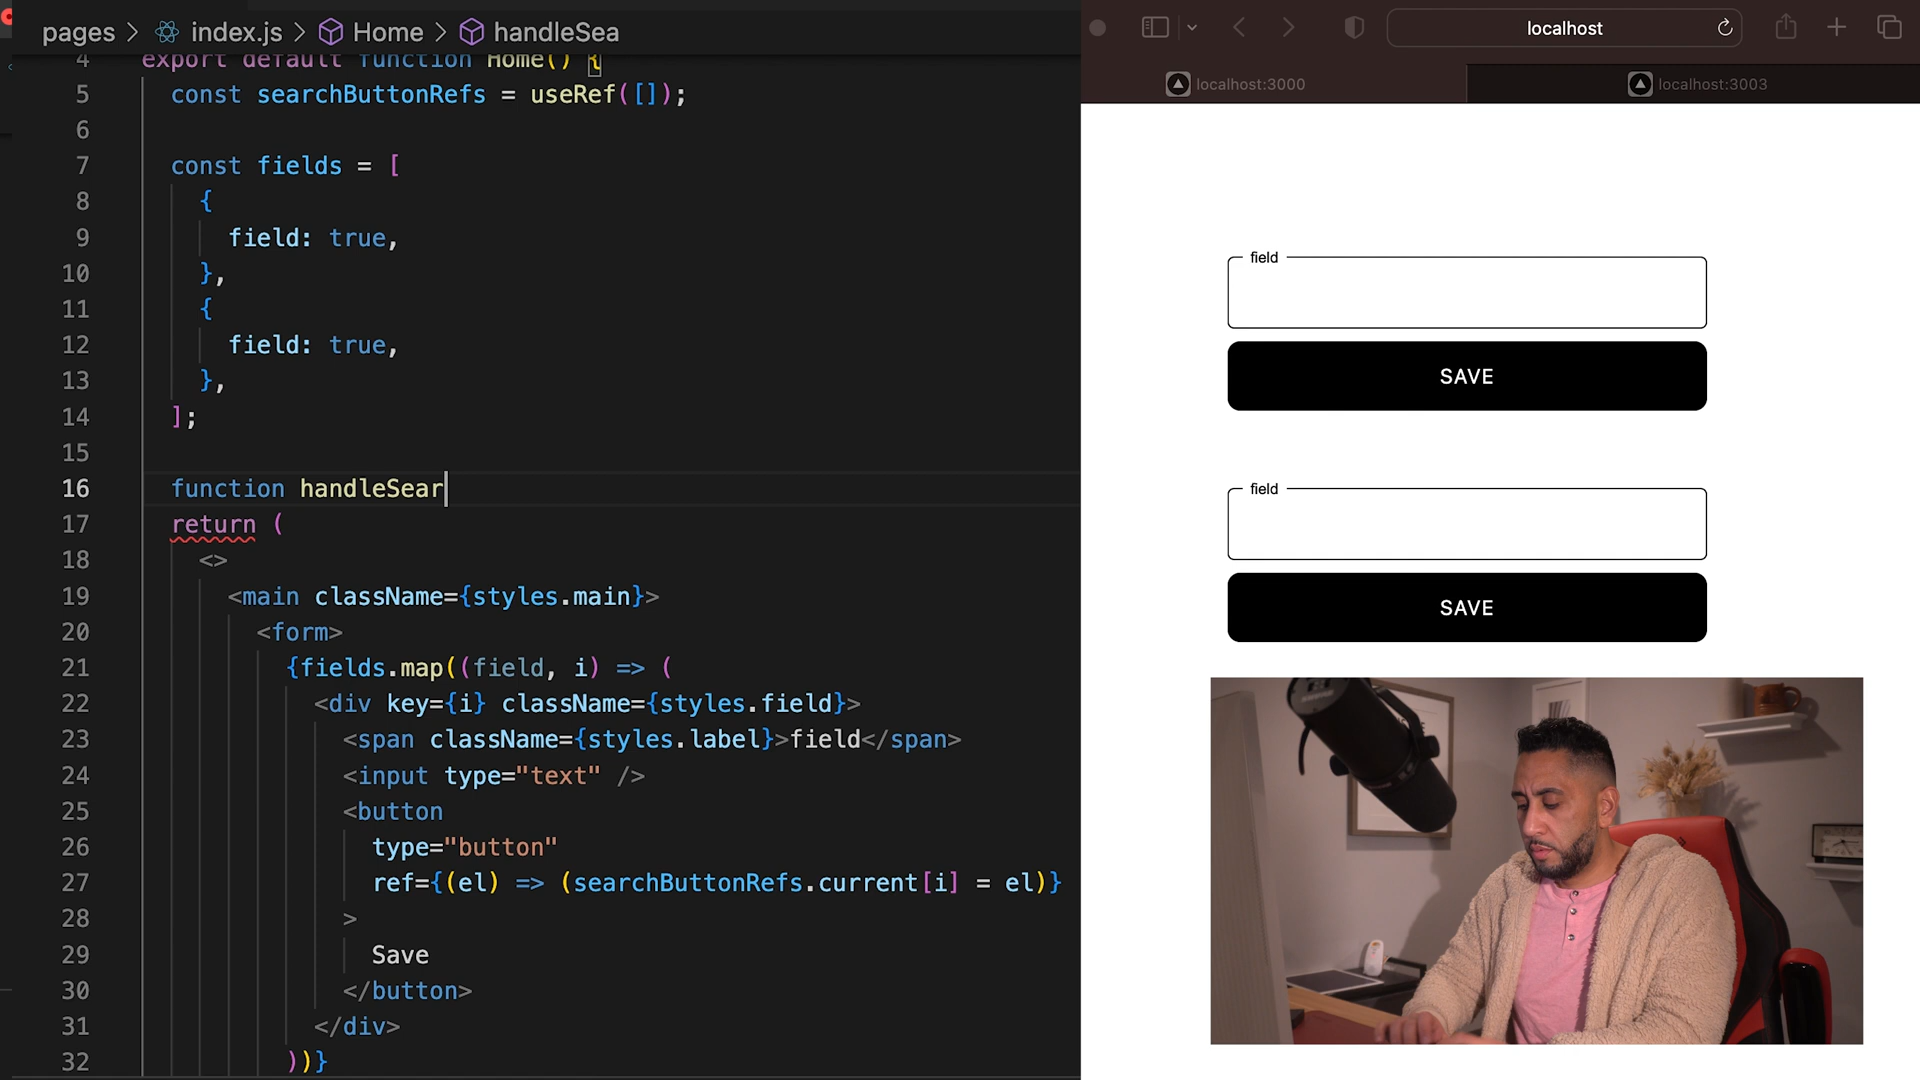 pages > index.js > Home > handleSea
4 export default function Home() {
5 const searchButtonRefs = useRef([]);
6
7 const fields = [
8 {
9 field: true,
10 },
11 {
12 field: true,
13 },
14 ];
15
16 function handleSear
17 return (
18 <>
19 <main className={styles.main}>
20 <form>
21 {fields.map((field, i) => (
22 <div key={i} className={styles.field}>
23 <span className={styles.label}>field</span>
24 <input type="text" />
25 <button
26 type="button"
27 ref={(el) => (searchButtonRefs.current[i] = el)}
28 >
29 Save
30 </button>
31 </div>
32 ))}
localhost
localhost:3000
localhost:3003
field
SAVE
field
SAVE